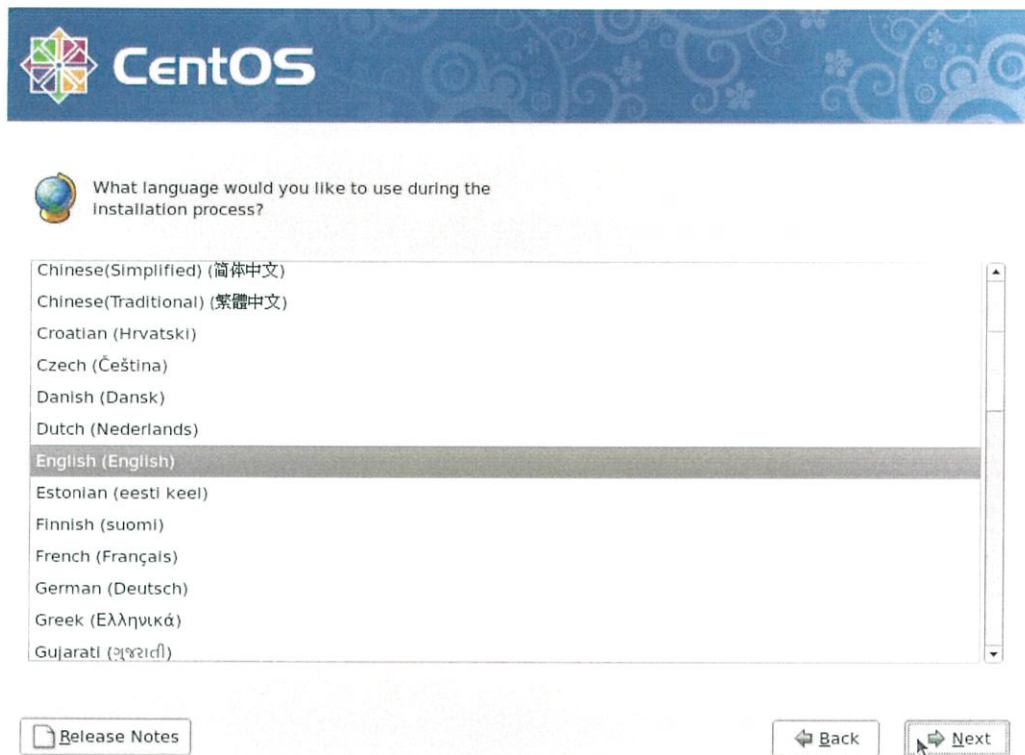 CentOS
What language would you like to use during the
installation process?
Chinese(Simplified) (简体中文)
Chinese(Traditional) (繁體中文)
Croatian (Hrvatski)
Czech (Čeština)
Danish (Dansk)
Dutch (Nederlands)
English (English)
Estonian (eesti keel)
Finnish (suomi)
French (Français)
German (Deutsch)
Greek (Ελληνικά)
Gujarati (ગુજરાતી)
Release Notes
Back
Next